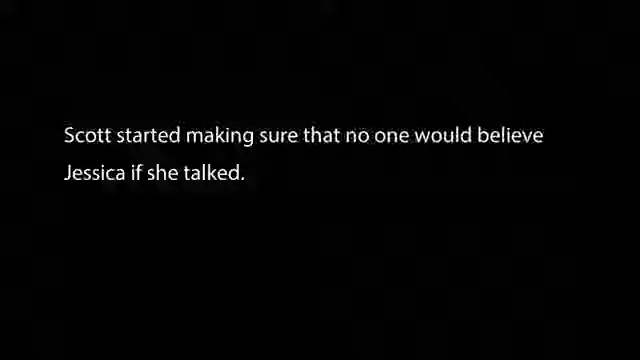 Scott started making sure that no one would believe
Jessica if she talked.